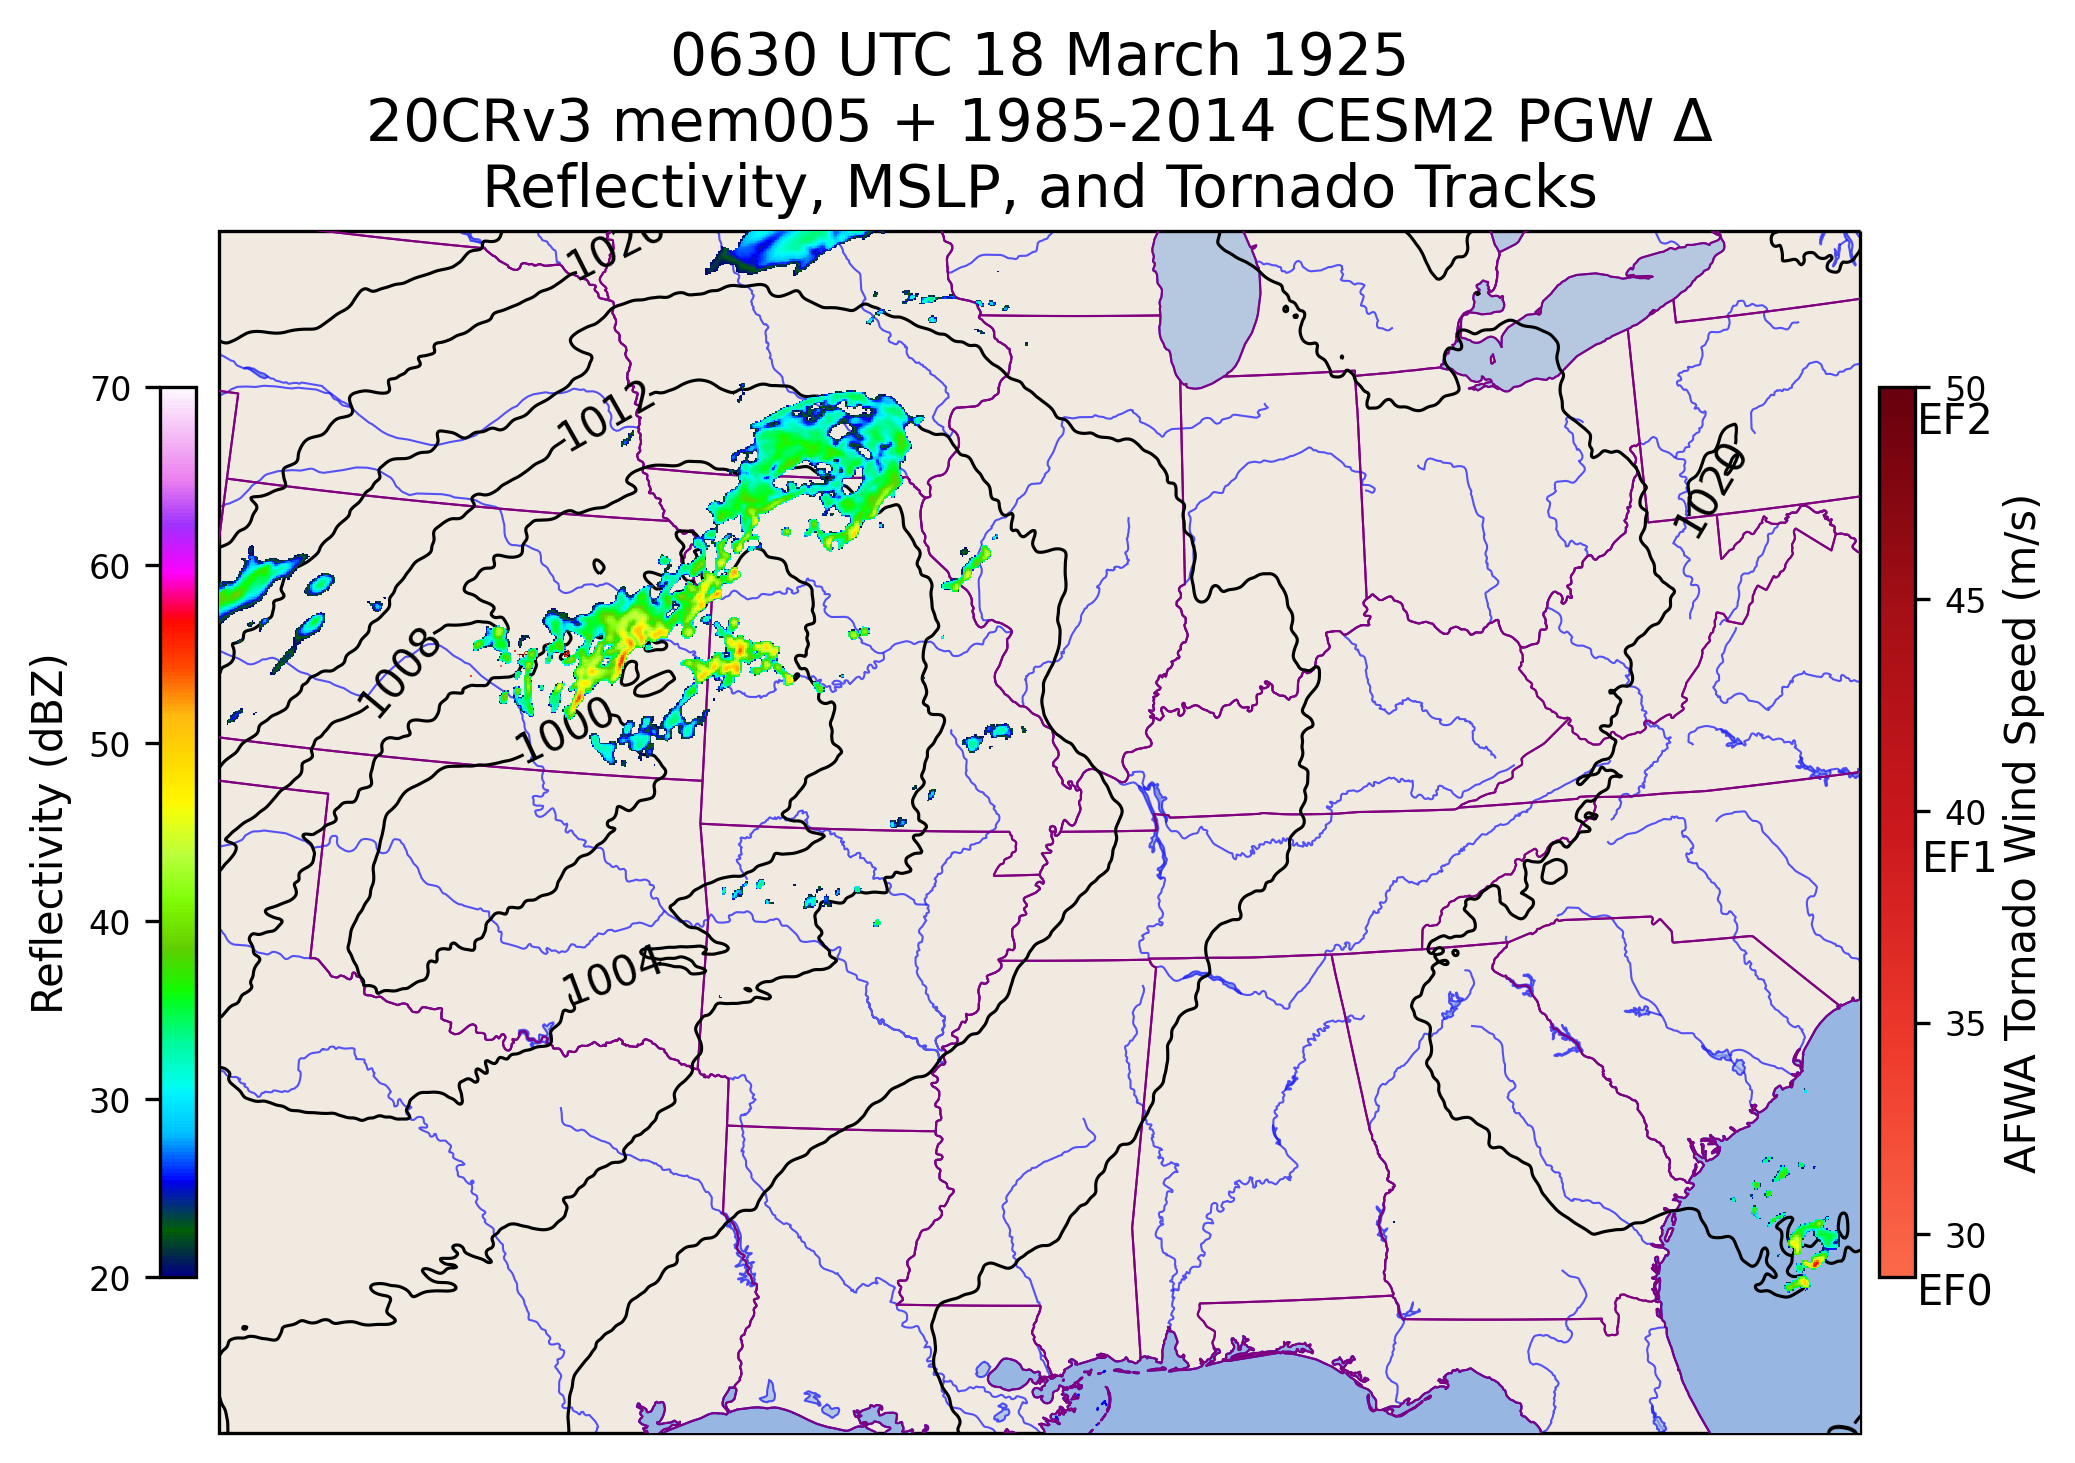 0630 UTC 18 March 1925
20CRv3 mem005 + 1985-2014 CESM2 PGW Δ
Reflectivity, MSLP, and Tornado Tracks
1020
1012
1020
1008
1000
1004
70
60
50
40
30
20
Reflectivity (dBZ)
50
EF2
45
40
EF1
35
30
EF0
AFWA Tornado Wind Speed (m/s)